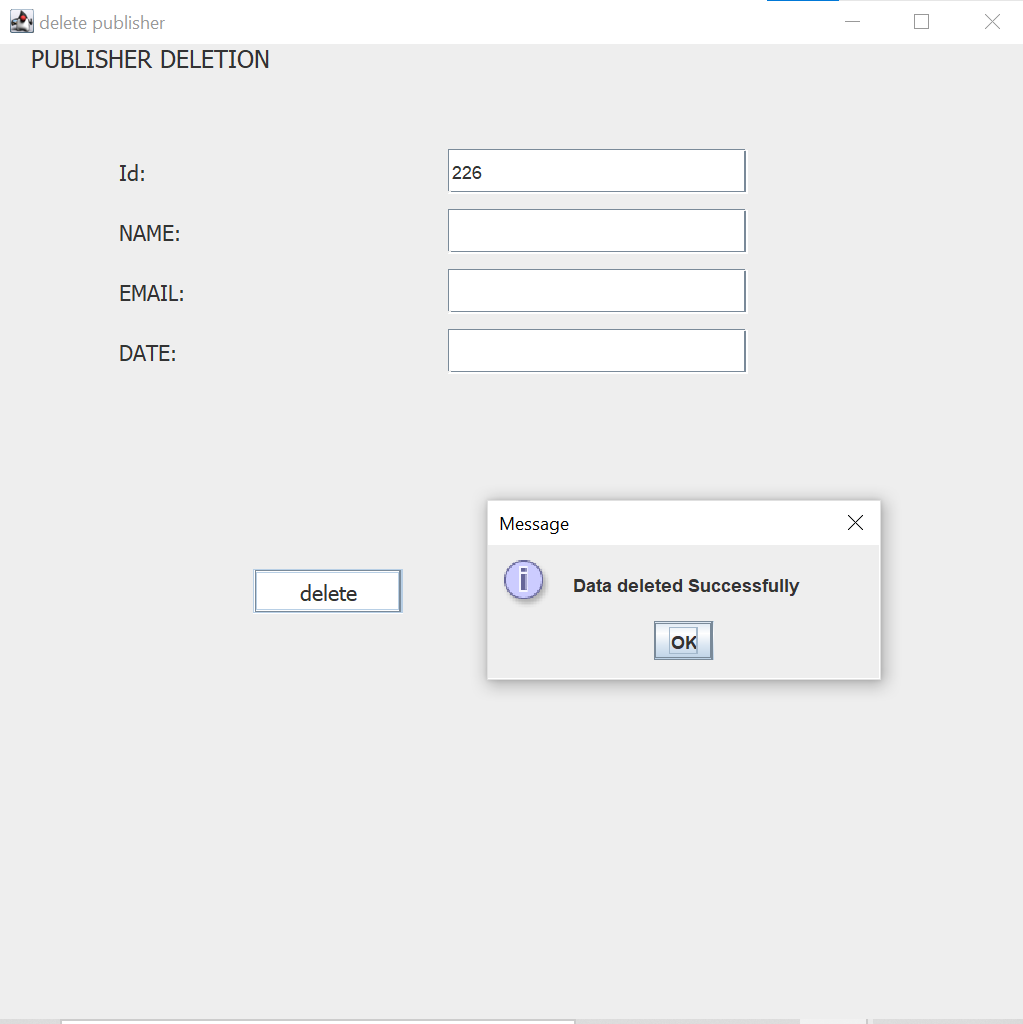 delete publisher
PUBLISHER DELETION
Id: 226
NAME:
EMAIL:
DATE:
Message
Data deleted Successfully
OK
delete